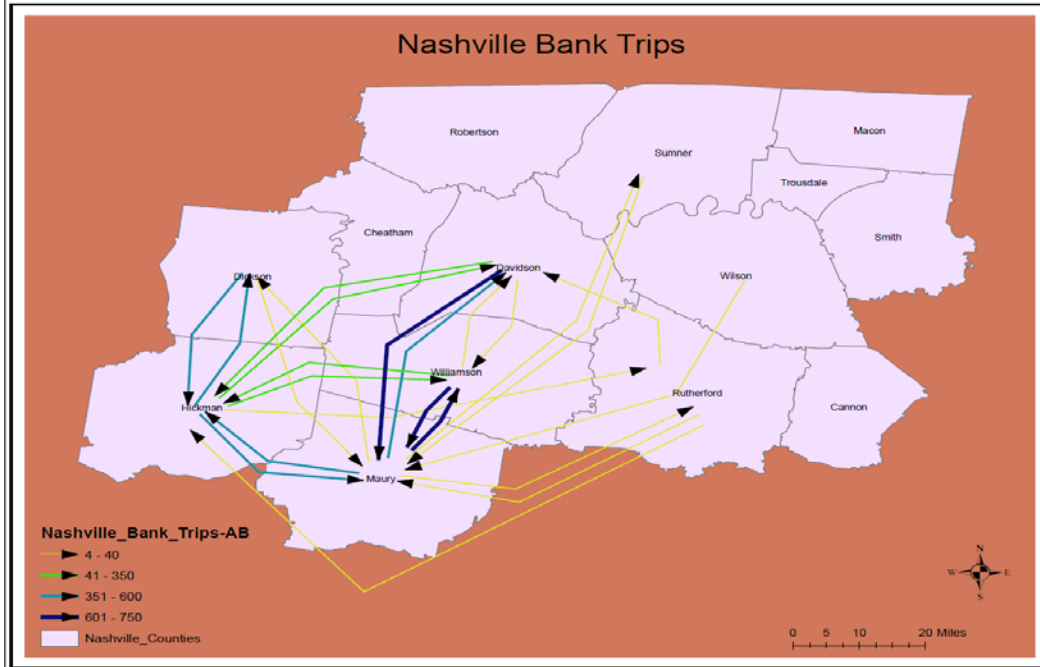 Nashville Bank Trips
Robertson
Macon
Sumner
Trousdale
Cheatham
Smith
Dickson
Davidson
Wilson
Williamson
Hickman
Rutherford
Cannon
Maury
Nashville_Bank_Trips-AB
4 - 40
41 - 350
351 - 600
601 - 750
Nashville_Counties
N
W E
S
0 5 10 20 Miles